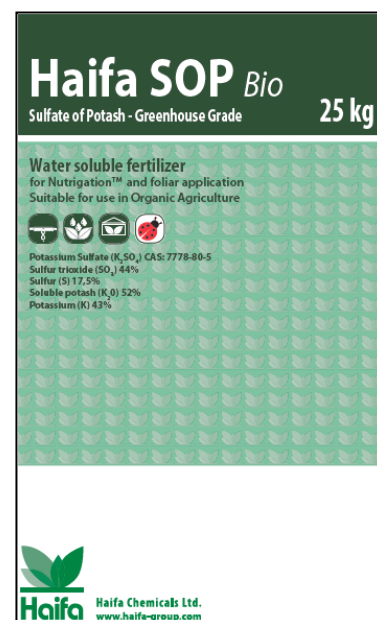 Haifa SOP Bio
Sulfate of Potash - Greenhouse Grade
25 kg
Water soluble fertilizer
for Nutrigation™ and foliar application
Suitable for use in Organic Agriculture
Potassium Sulfate (K₂SO₄) CAS: 7778-80-5
Sulfur trioxide (SO₃) 44%
Sulfur (S) 17,5%
Soluble potash (K₂0) 52%
Potassium (K) 43%
Haifa
Haifa Chemicals Ltd.
www.haifa-group.com